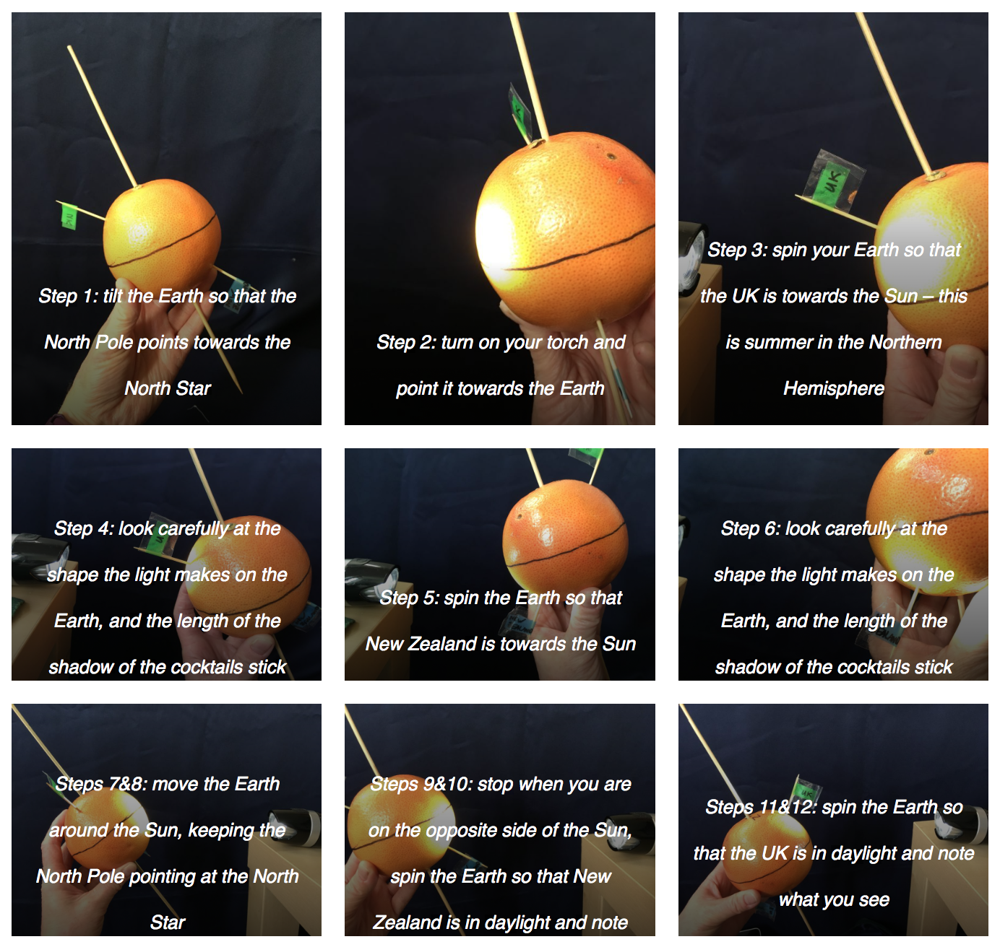 Step 1: tilt the Earth so that the
North Pole points towards the
North Star
K
Step 2: turn on your torch and
point it towards the Earth
UK
Step 3: spin your Earth so that
the UK is towards the Sun – this
is summer in the Northern
Hemisphere
Step 4: look carefully at the
shape the light makes on the
Earth, and the length of the
shadow of the cocktails stick
Step 5: spin the Earth so that
New Zealand is towards the Sun
Step 6: look carefully at the
shape the light makes on the
Earth, and the length of the
shadow of the cocktails stick
Steps 7&8: move the Earth
around the Sun, keeping the
North Pole pointing at the North
Star
Steps 9&10: stop when you are
on the opposite side of the Sun,
spin the Earth so that New
Zealand is in daylight and note
UK
Steps 11&12: spin the Earth so
that the UK is in daylight and note
what you see